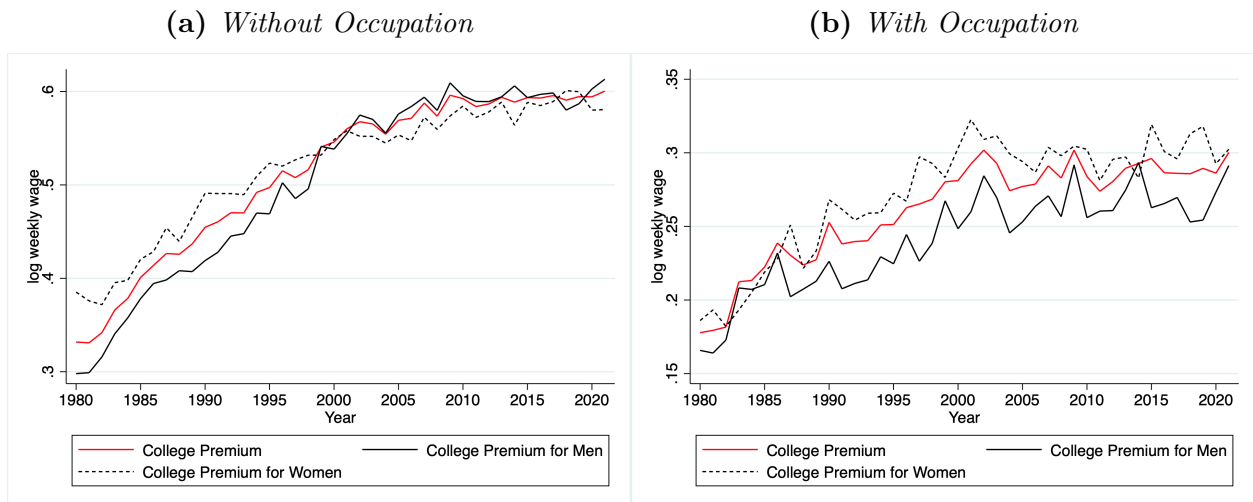 (a) Without Occupation
log weekly wage
.6
.5
.4
.3
1980 1985 1990 1995 2000 2005 2010 2015 2020
Year
College Premium College Premium for Men
College Premium for Women
(b) With Occupation
log weekly wage
.35
.3
.25
.2
.15
1980 1985 1990 1995 2000 2005 2010 2015 2020
Year
College Premium College Premium for Men
College Premium for Women